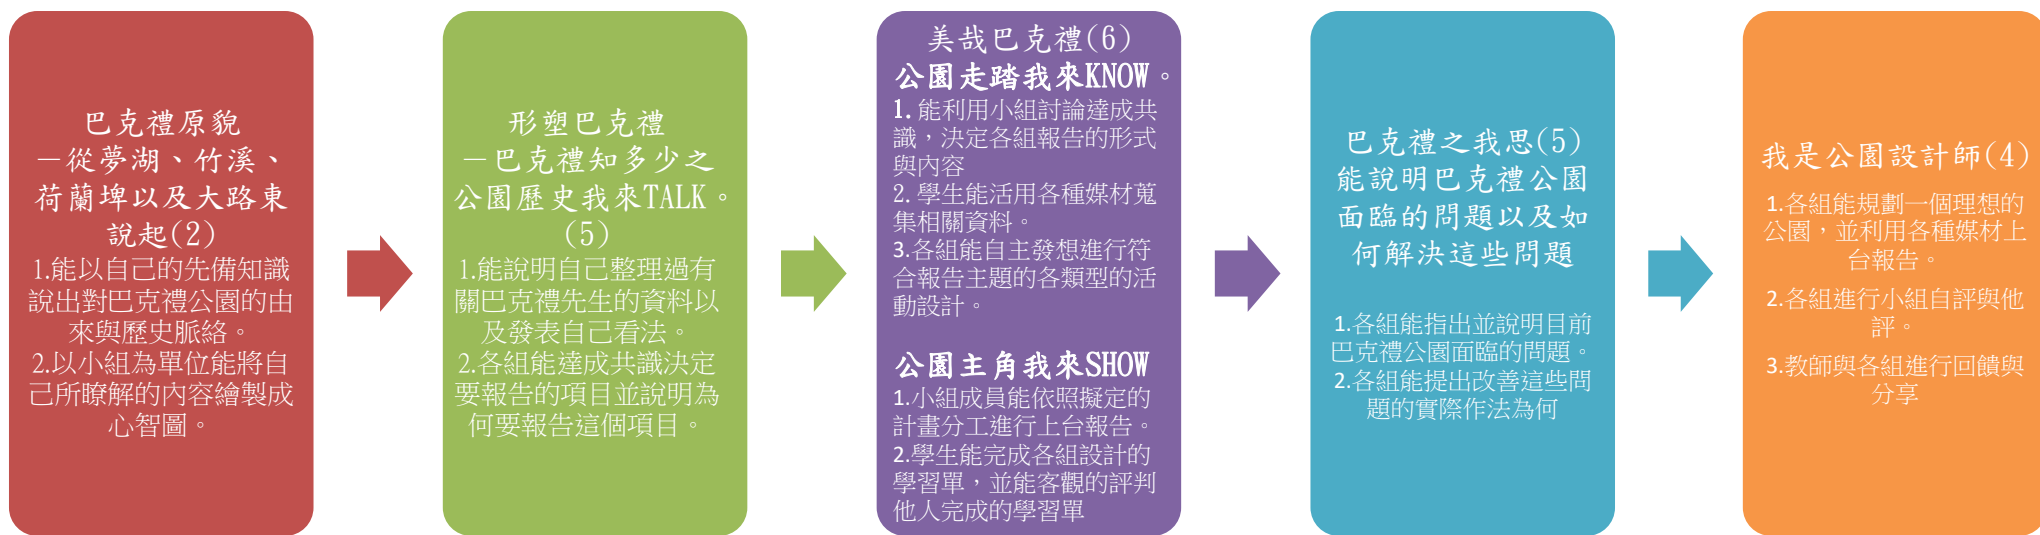 巴克禮原貌
－從夢湖、竹溪、
荷蘭埤以及大路東
說起(2)
1.能以自己的先備知識
說出對巴克禮公園的由
來與歷史脈絡。
2.以小組為單位能將自
己所瞭解的內容繪製成
心智圖。
形塑巴克禮
－巴克禮知多少之
公園歷史我來TALK。
(5)
1.能說明自己整理過有
關巴克禮先生的資料以
及發表自己看法。
2.各組能達成共識決定
要報告的項目並說明為
何要報告這個項目。
美哉巴克禮(6)
公園走踏我來KNOW。
1.能利用小組討論達成共
識，決定各組報告的形式
與內容
2.學生能活用各種媒材蒐
集相關資料。
3.各組能自主發想進行符
合報告主題的各類型的活
動設計。
公園主角我來SHOW
1.小組成員能依照擬定的
計畫分工進行上台報告。
2.學生能完成各組設計的
學習單，並能客觀的評判
他人完成的學習單
巴克禮之我思(5)
能說明巴克禮公園
面臨的問題以及如
何解決這些問題
1.各組能指出並說明目前
巴克禮公園面臨的問題。
2.各組能提出改善這些問
題的實際作法為何
我是公園設計師(4)
1.各組能規劃一個理想的
公園，並利用各種媒材上
台報告。
2.各組進行小組自評與他
評。
3.教師與各組進行回饋與
分享